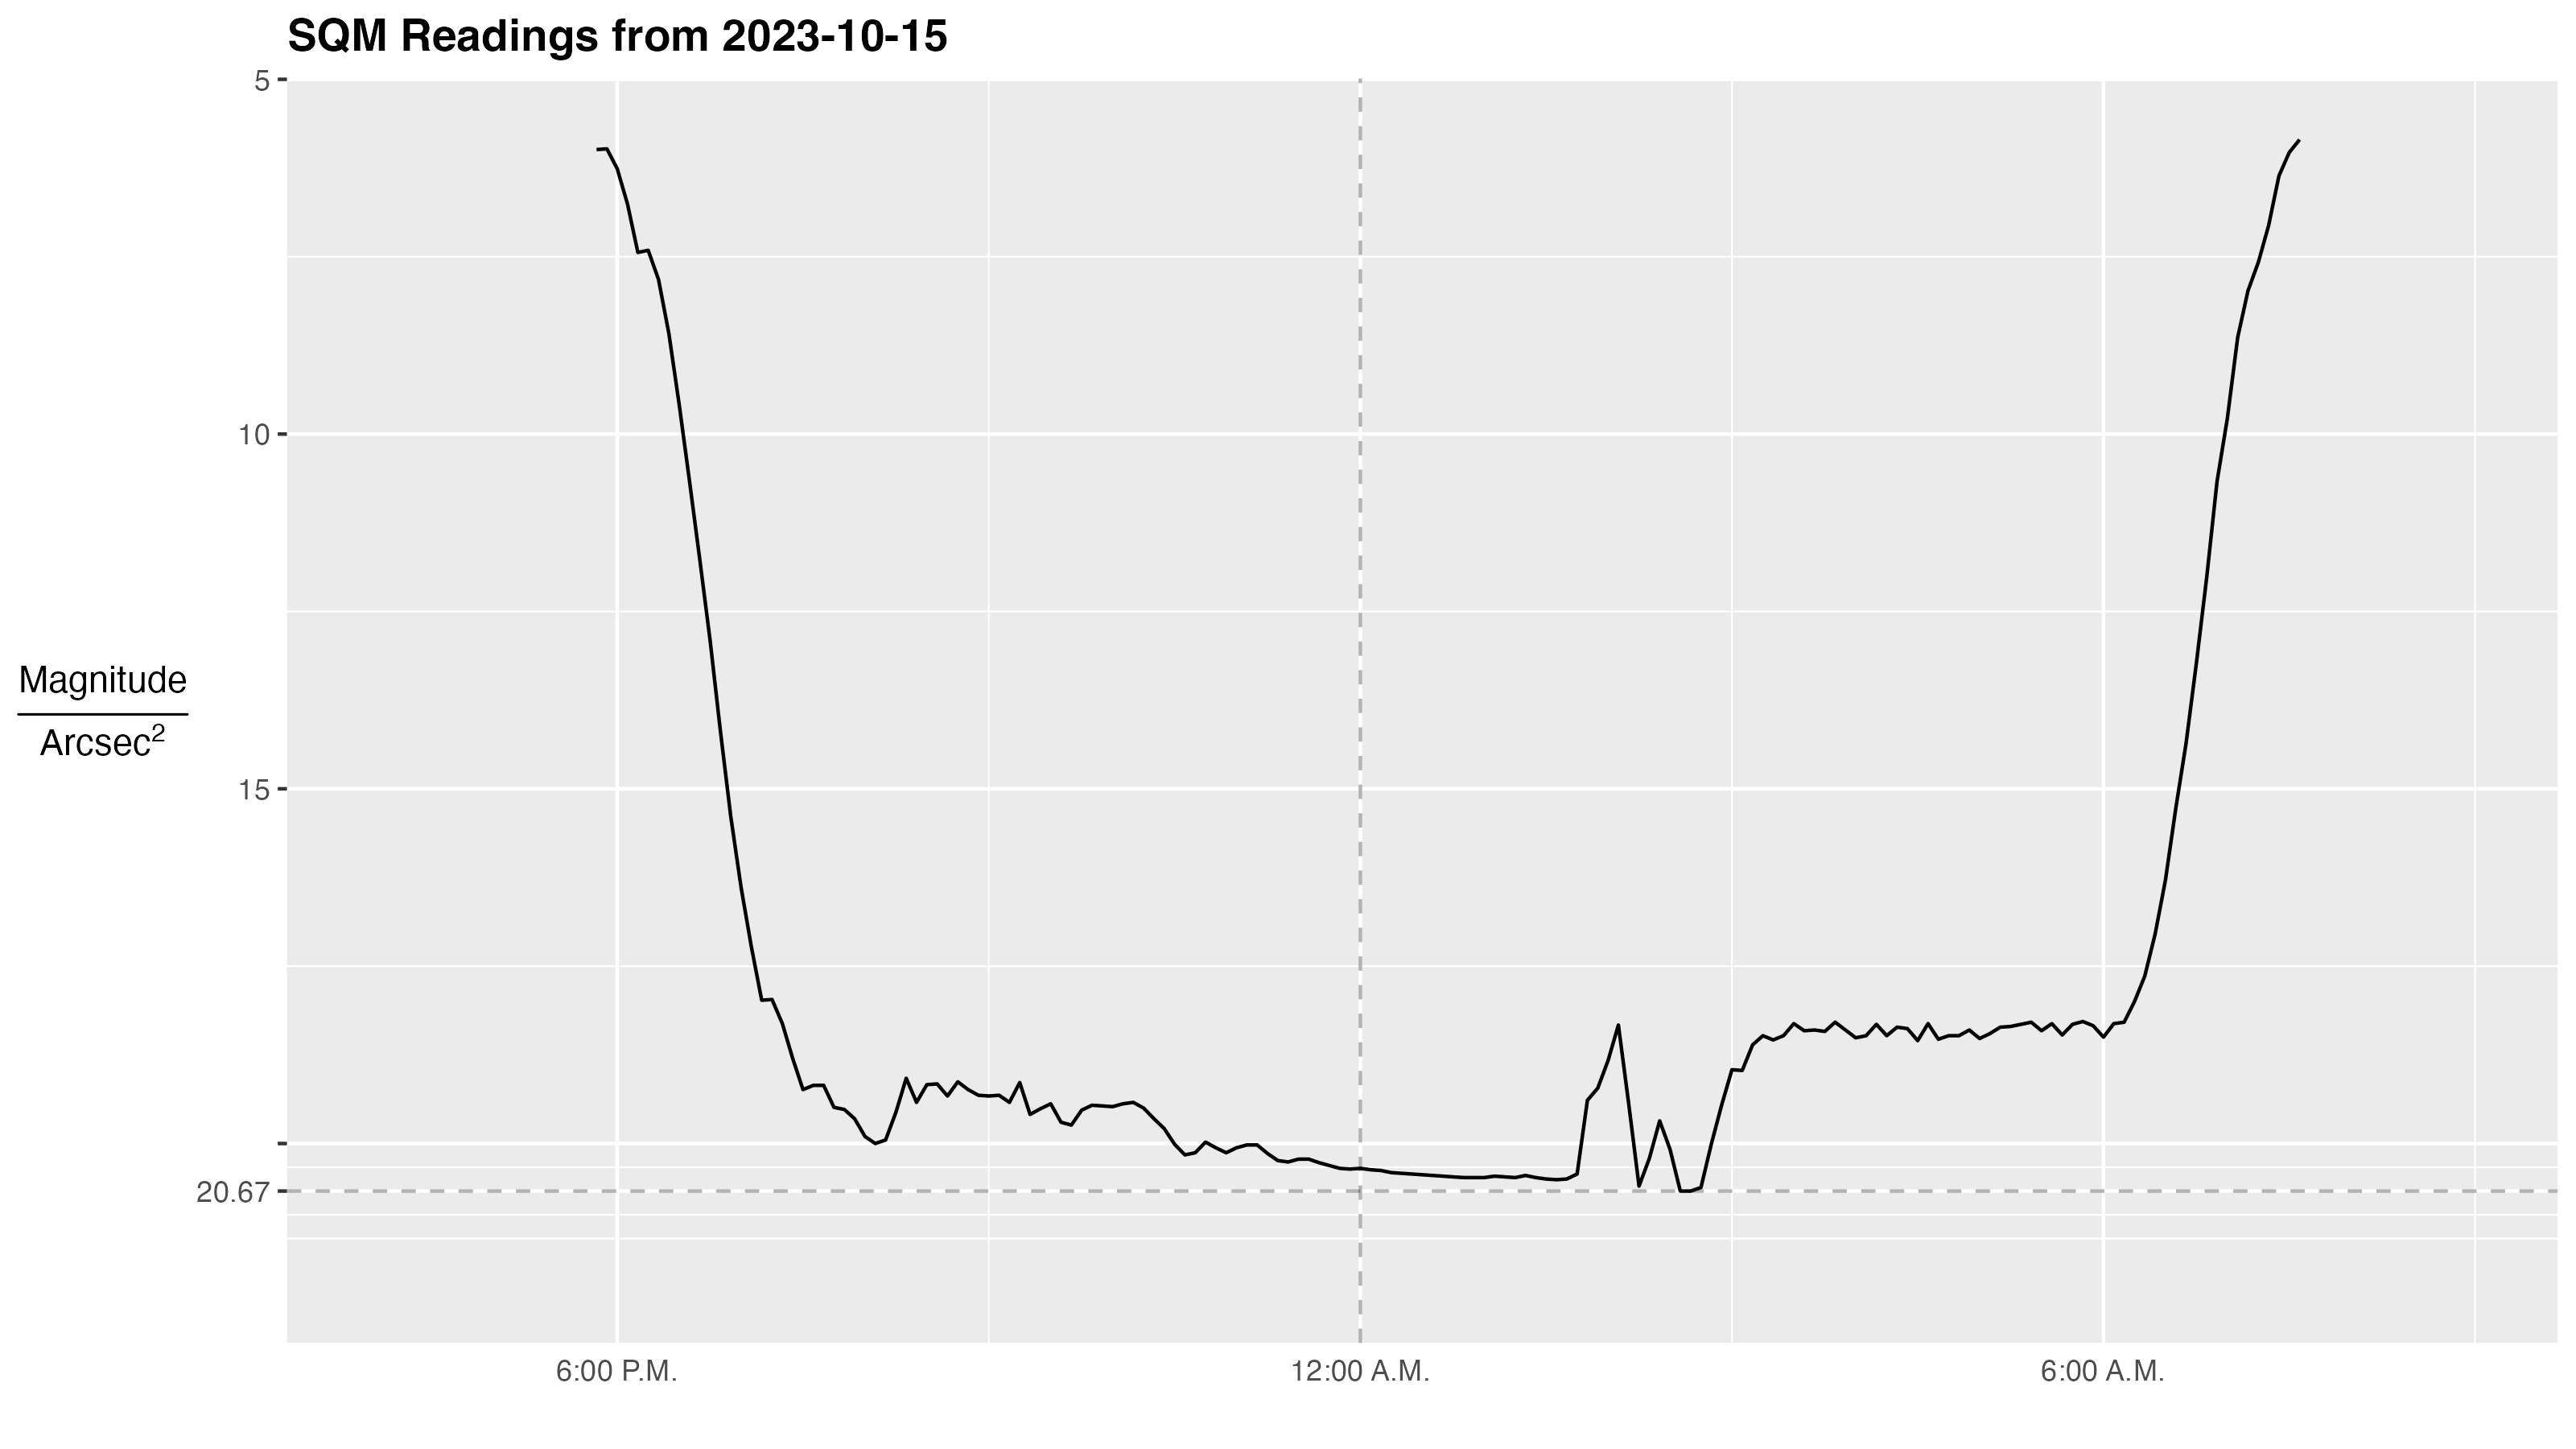 SQM Readings from 2023-10-15
5
10
Magnitude
Arcsec²
15
20.67
6:00 P.M.
12:00 A.M.
6:00 A.M.